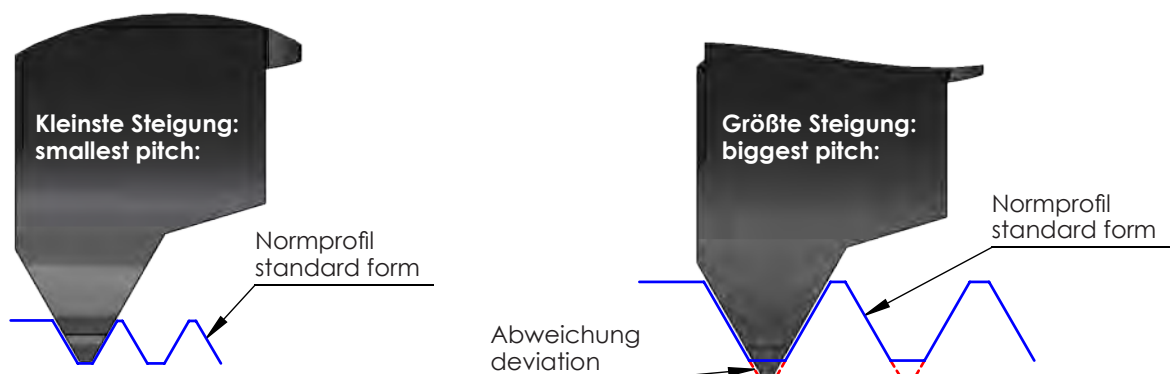 Kleinste Steigung:
smallest pitch:
Normprofil
standard form
Größte Steigung:
biggest pitch:
Normprofil
standard form
Abweichung
deviation